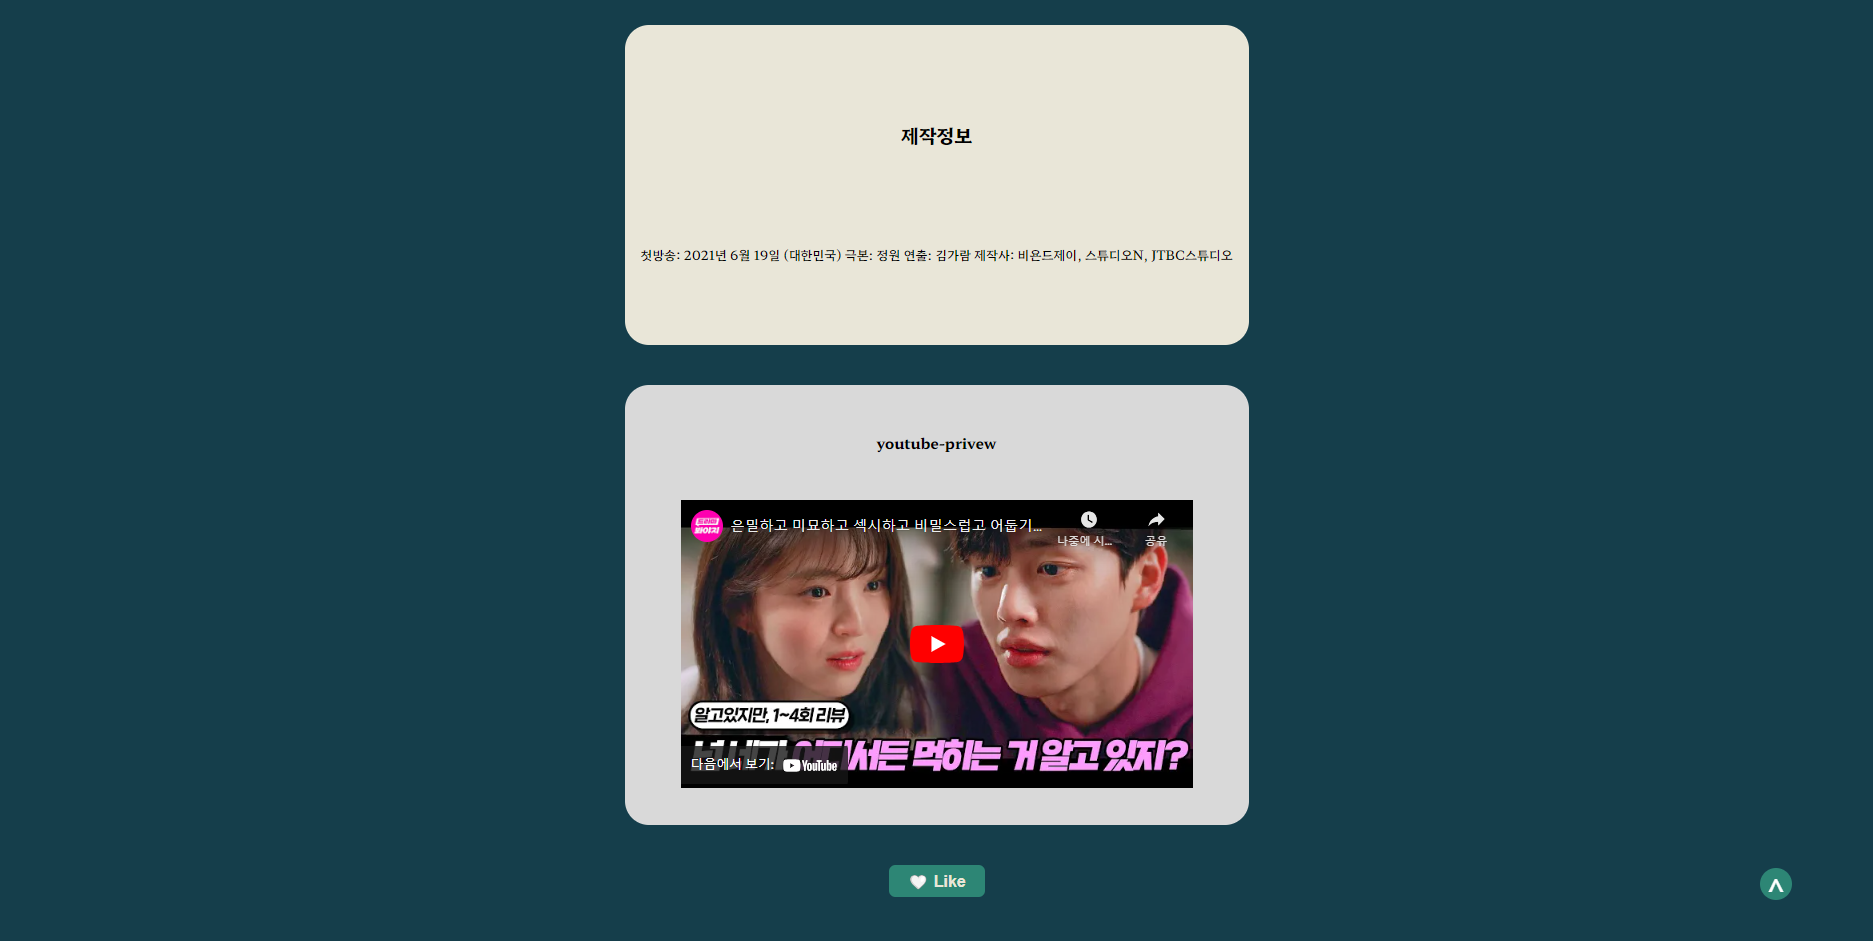 제작정보
첫방송: 2021년 6월 19일 (대한민국) 극본: 정원 연출: 김가람 제작사: 비욘드제이, 스튜디오N, JTBC스튜디오
youtube-privew
은밀하고 미묘하고 섹시하고 비밀스럽고 어둡기...
나중에 시...
공유
알고있지만, 1~4회 리뷰
먹히는 거 알고 있지?
다음에서 보기: YouTube
Like